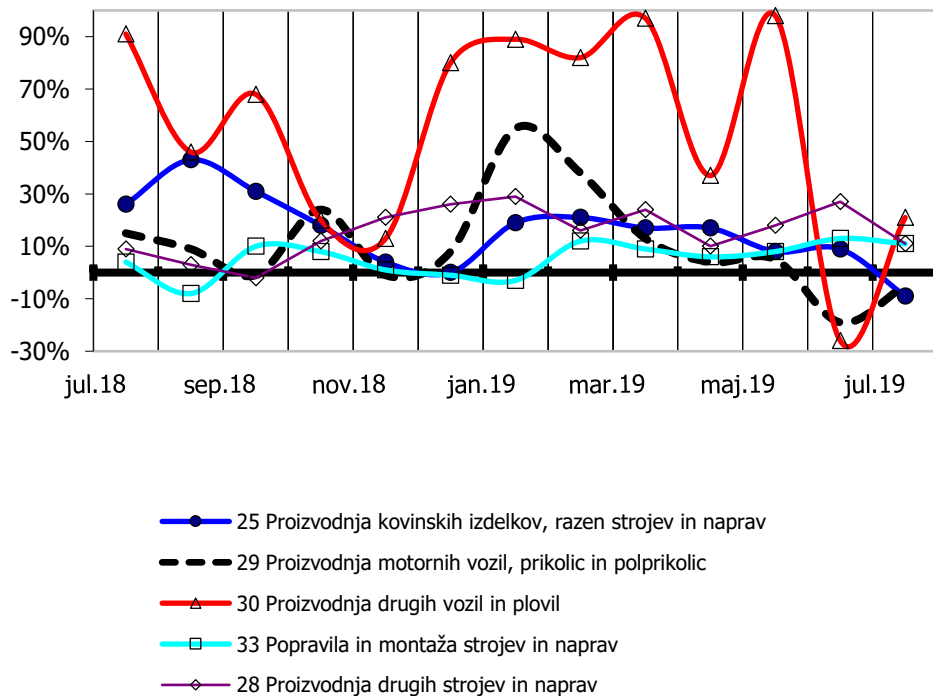 90%
70%
50%
30%
10%
-10%
-30%
jul.18 sep.18 nov.18 jan.19 mar.19 maj.19 jul.19
25 Proizvodnja kovinskih izdelkov, razen strojev in naprav
29 Proizvodnja motornih vozil, prikolic in polprikolic
30 Proizvodnja drugih vozil in plovil
33 Popravila in montaža strojev in naprav
28 Proizvodnja drugih strojev in naprav